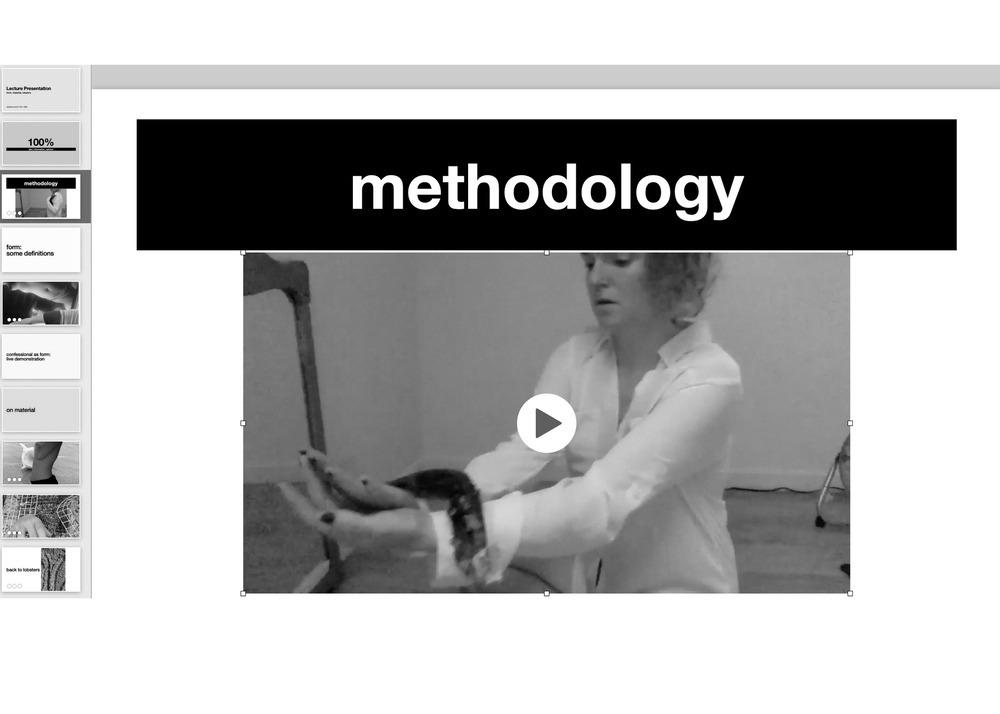 Lecture Presentation
100%
methodology
form:
some definitions
confessional as form:
live demonstration
on material
back to lobsters
methodology